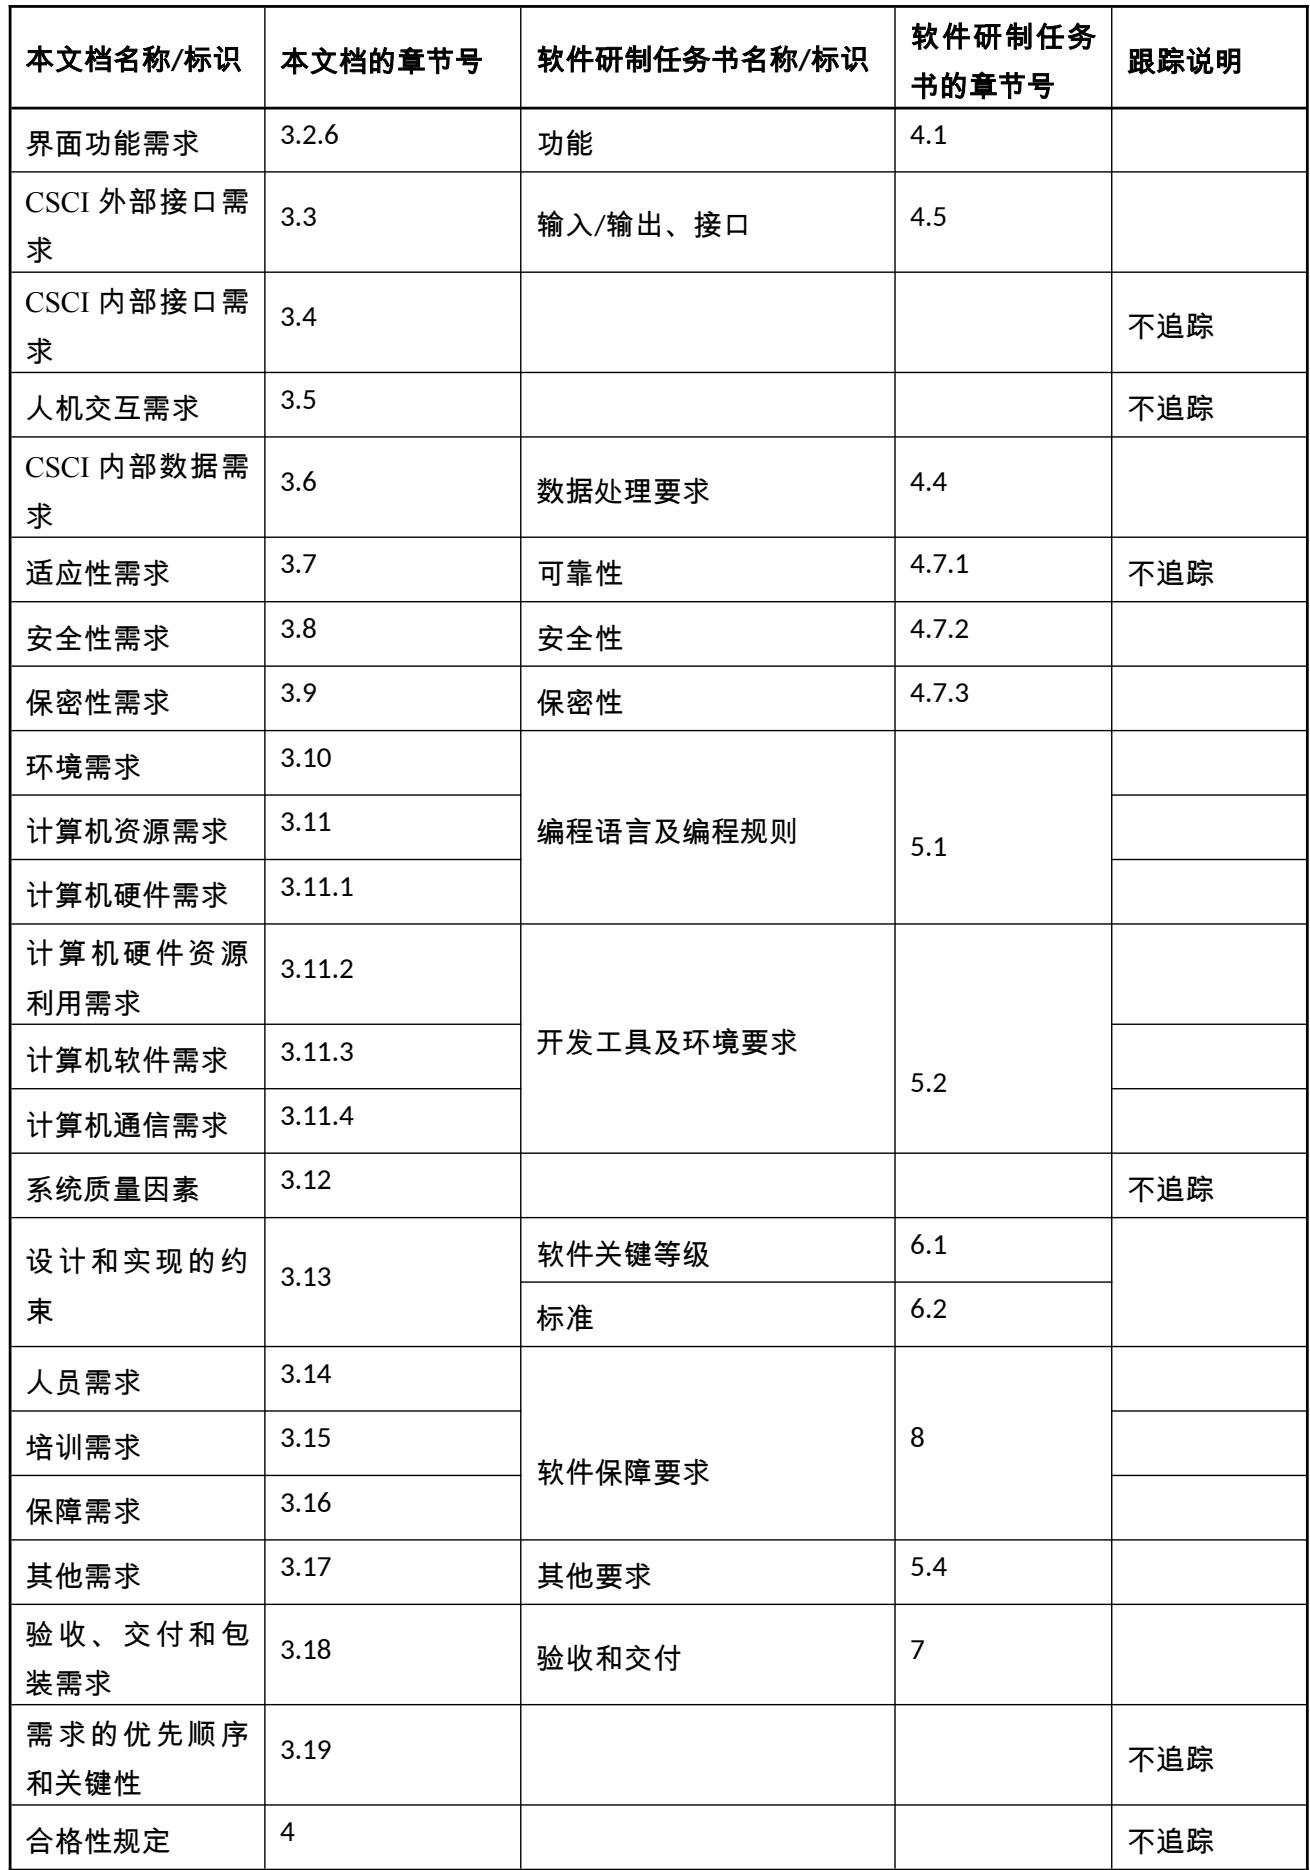 本文档名称/标识 本文档的章节号 软件研制任务书名称/标识 软件研制任务 跟踪说明
书的章节号
界面功能需求 3.2.6 功能 4.1
CSCI 外部接口需 3.3 输入/输出、接口 4.5
求
CSCI 内部接口需 3.4 不追踪
求
人机交互需求 3.5 不追踪
CSCI 内部数据需 3.6 数据处理要求 4.4
求
适应性需求 3.7 可靠性 4.7.1 不追踪
安全性需求 3.8 安全性 4.7.2
保密性需求 3.9 保密性 4.7.3
环境需求 3.10
计算机资源需求 3.11 编程语言及编程规则 5.1
计算机硬件需求 3.11.1
计算机硬件资源 3.11.2
利用需求
计算机软件需求 3.11.3 开发工具及环境要求 5.2
计算机通信需求 3.11.4
系统质量因素 3.12 不追踪
设计和实现的约 3.13 软件关键等级 6.1
束 标准 6.2
人员需求 3.14
培训需求 3.15 软件保障要求 8
保障需求 3.16
其他需求 3.17 其他要求 5.4
验收、交付和包 3.18 验收和交付 7
装需求
需求的优先顺序 3.19 不追踪
和关键性
合格性规定 4 不追踪